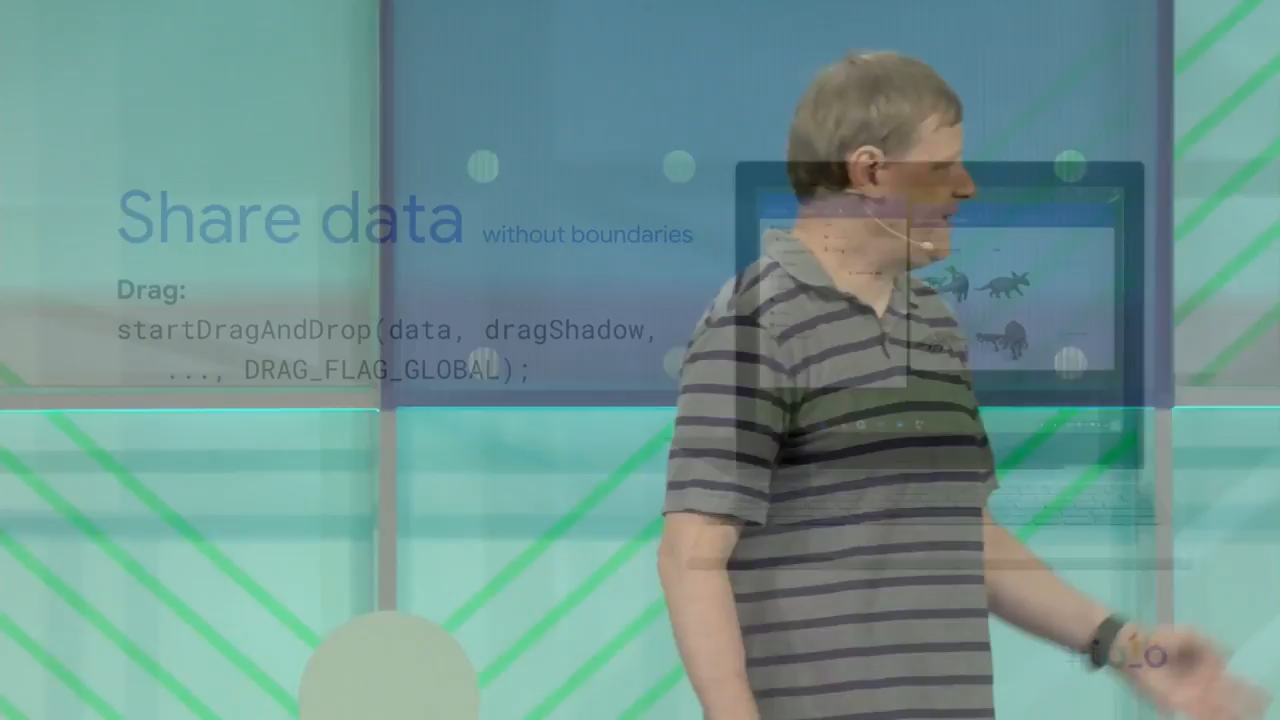 Share data without boundaries
Drag:
startDragAndDrop(data, dragShadow,
..., DRAG_FLAG_GLOBAL);